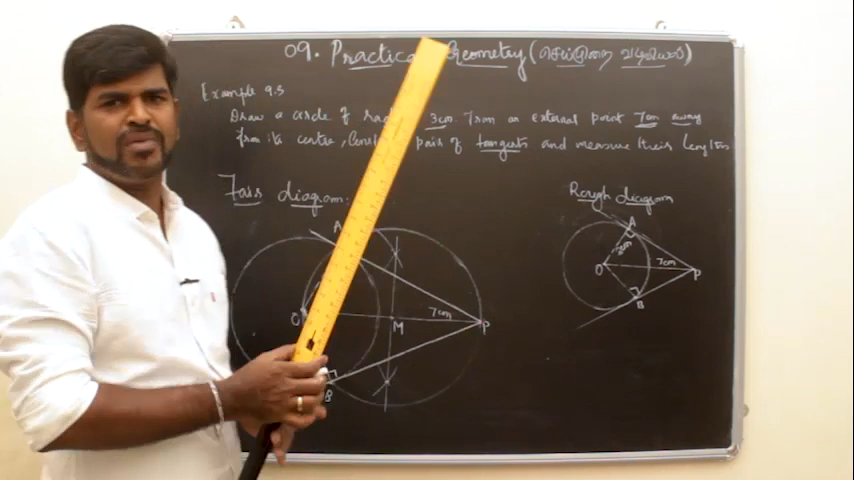 09. Practical Geometry (செய்முறை வடிவியல்)
Example 9.3
Draw a circle of radius 3cm. From an external point 7cm away
from its centre, Construct pair of tangents and measure their lengths
Fair diagram.
Rough diagram
A
A
3cm
O
7cm
P
O
M
7cm
P
B
B